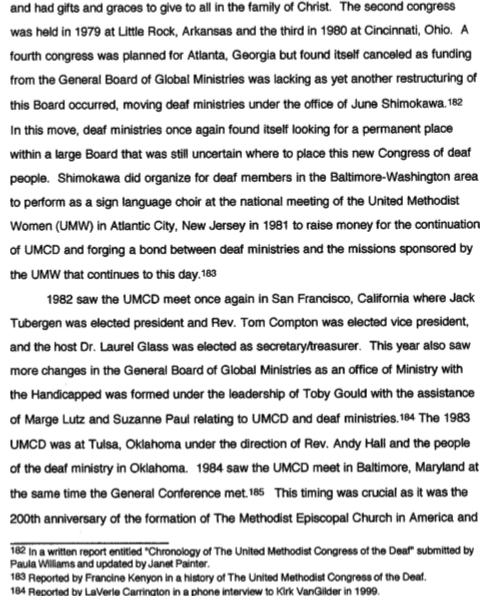 and had gifts and graces to give to all in the family of Christ. The second congress
was held in 1979 at Little Rock, Arkansas and the third in 1980 at Cincinnati, Ohio. A
fourth congress was planned for Atlanta, Georgia but found itself canceled as funding
from the General Board of Global Ministries was lacking as yet another restructuring of
this Board occurred, moving deaf ministries under the office of June Shimokawa.182
In this move, deaf ministries once again found itself looking for a permanent place
within a large Board that was still uncertain where to place this new Congress of deaf
people. Shimokawa did organize for deaf members in the Baltimore-Washington area
to perform as a sign language choir at the national meeting of the United Methodist
Women (UMW) in Atlantic City, New Jersey in 1981 to raise money for the continuation
of UMCD and forging a bond between deaf ministries and the missions sponsored by
the UMW that continues to this day.183
1982 saw the UMCD meet once again in San Francisco, California where Jack
Tubergen was elected president and Rev. Tom Compton was elected vice president,
and the host Dr. Laurel Glass was elected as secretary/treasurer. This year also saw
more changes in the General Board of Global Ministries as an office of Ministry with
the Handicapped was formed under the leadership of Toby Gould with the assistance
of Marge Lutz and Suzanne Paul relating to UMCD and deaf ministries.184 The 1983
UMCD was at Tulsa, Oklahoma under the direction of Rev. Andy Hall and the people
of the deaf ministry in Oklahoma. 1984 saw the UMCD meet in Baltimore, Maryland at
the same time the General Conference met.185 This timing was crucial as it was the
200th anniversary of the formation of The Methodist Episcopal Church in America and
182 In a written report entitled "Chronology of The United Methodist Congress of the Deaf" submitted by
Paula Williams and updated by Janet Painter.
183 Reported by Francine Kenyon in a history of The United Methodist Congress of the Deaf.
184 Reported by LaVerle Carrington in a phone interview to Kirk VanGilder in 1999.